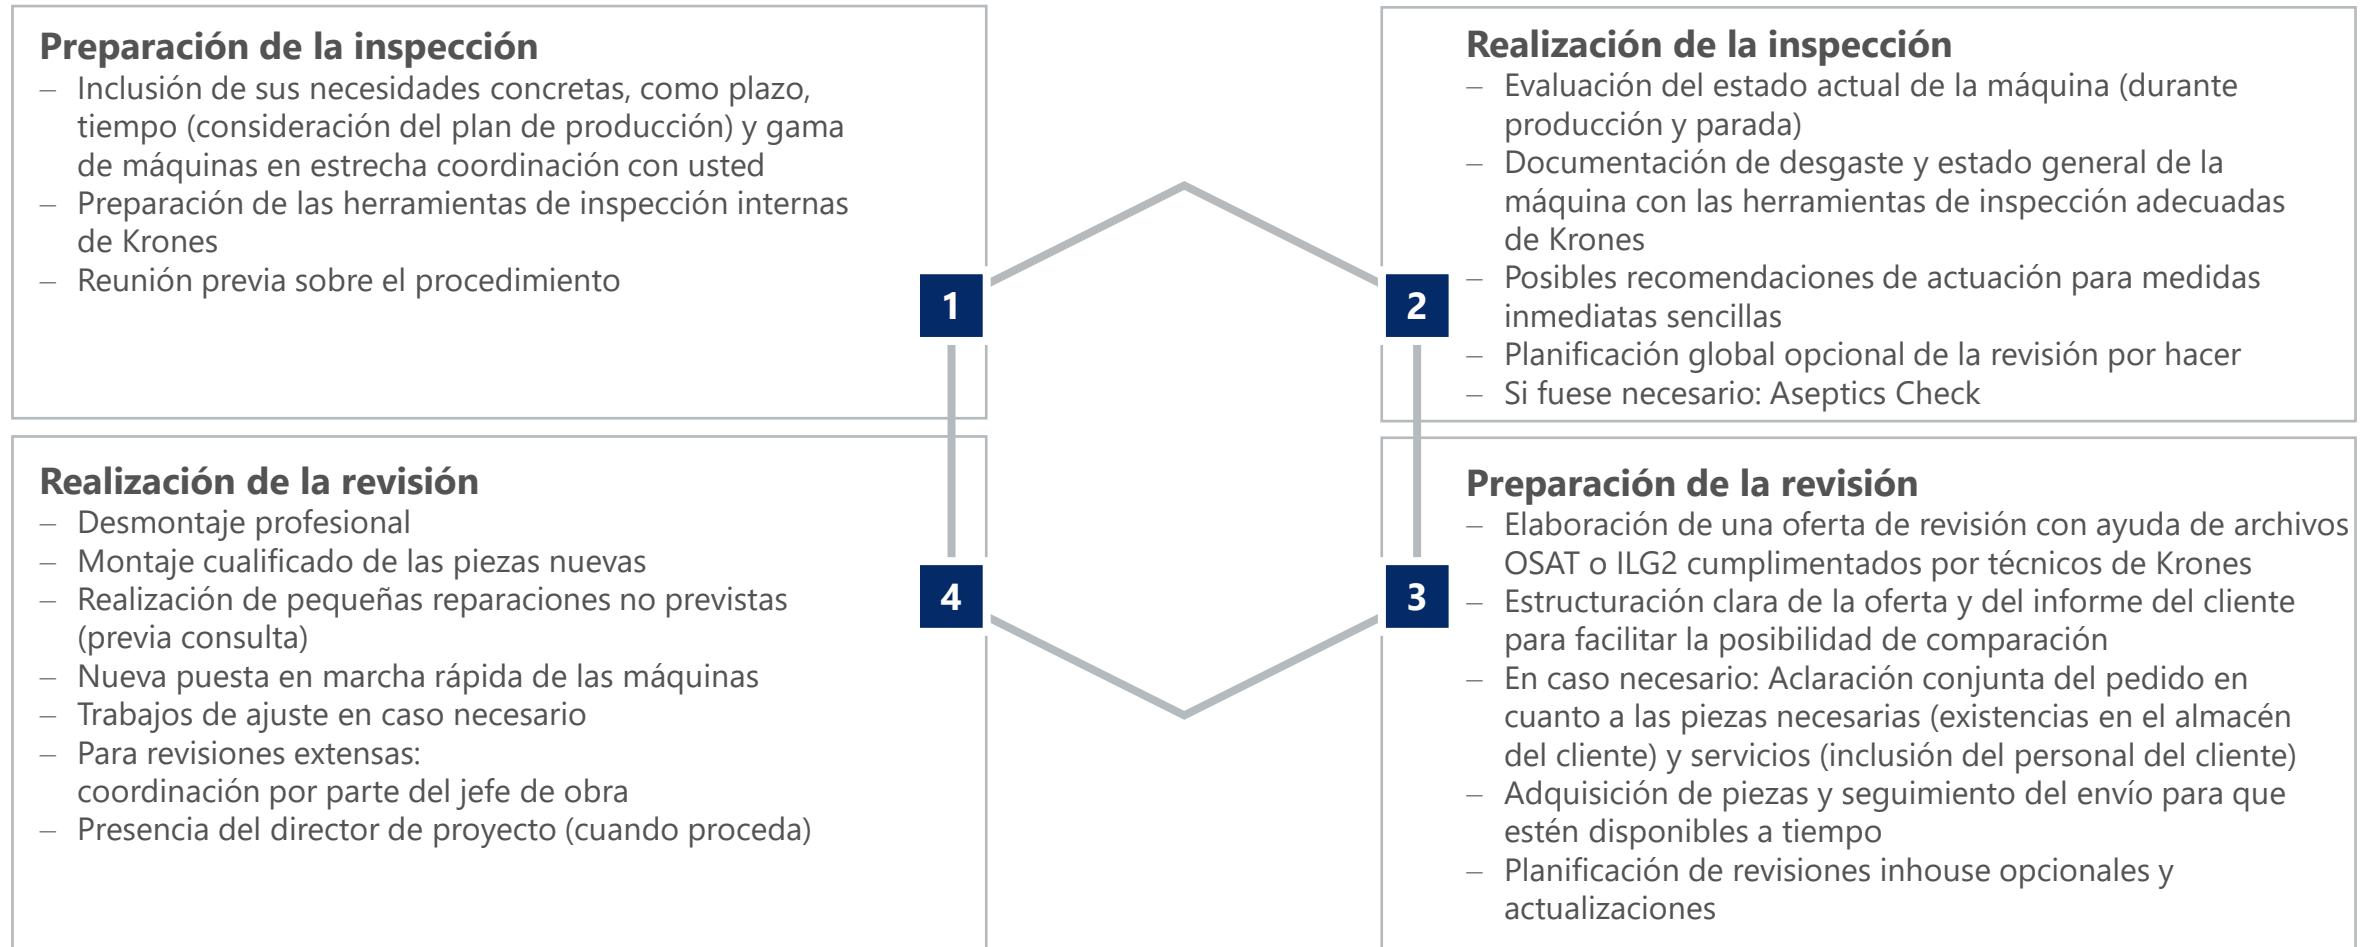 Preparación de la inspección
– Inclusión de sus necesidades concretas, como plazo,
tiempo (consideración del plan de producción) y gama
de máquinas en estrecha coordinación con usted
– Preparación de las herramientas de inspección internas
de Krones
– Reunión previa sobre el procedimiento
1
Realización de la inspección
– Evaluación del estado actual de la máquina (durante
producción y parada)
– Documentación de desgaste y estado general de la
máquina con las herramientas de inspección adecuadas
de Krones
– Posibles recomendaciones de actuación para medidas
inmediatas sencillas
– Planificación global opcional de la revisión por hacer
– Si fuese necesario: Aseptics Check
2
Preparación de la revisión
– Elaboración de una oferta de revisión con ayuda de archivos
OSAT o ILG2 cumplimentados por técnicos de Krones
– Estructuración clara de la oferta y del informe del cliente
para facilitar la posibilidad de comparación
– En caso necesario: Aclaración conjunta del pedido en
cuanto a las piezas necesarias (existencias en el almacén
del cliente) y servicios (inclusión del personal del cliente)
– Adquisición de piezas y seguimiento del envío para que
estén disponibles a tiempo
– Planificación de revisiones inhouse opcionales y
actualizaciones
3
Realización de la revisión
– Desmontaje profesional
– Montaje cualificado de las piezas nuevas
– Realización de pequeñas reparaciones no previstas
(previa consulta)
– Nueva puesta en marcha rápida de las máquinas
– Trabajos de ajuste en caso necesario
– Para revisiones extensas:
coordinación por parte del jefe de obra
– Presencia del director de proyecto (cuando proceda)
4